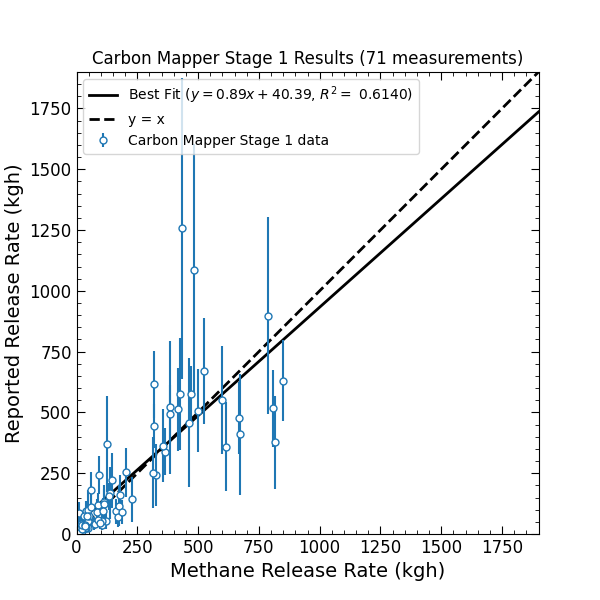 Carbon Mapper Stage 1 Results (71 measurements)
Best Fit (y = 0.89x + 40.39, R² = 0.6140)
y = x
Carbon Mapper Stage 1 data
Reported Release Rate (kgh)
1750
1500
1250
1000
750
500
250
0
0 250 500 750 1000 1250 1500 1750
Methane Release Rate (kgh)